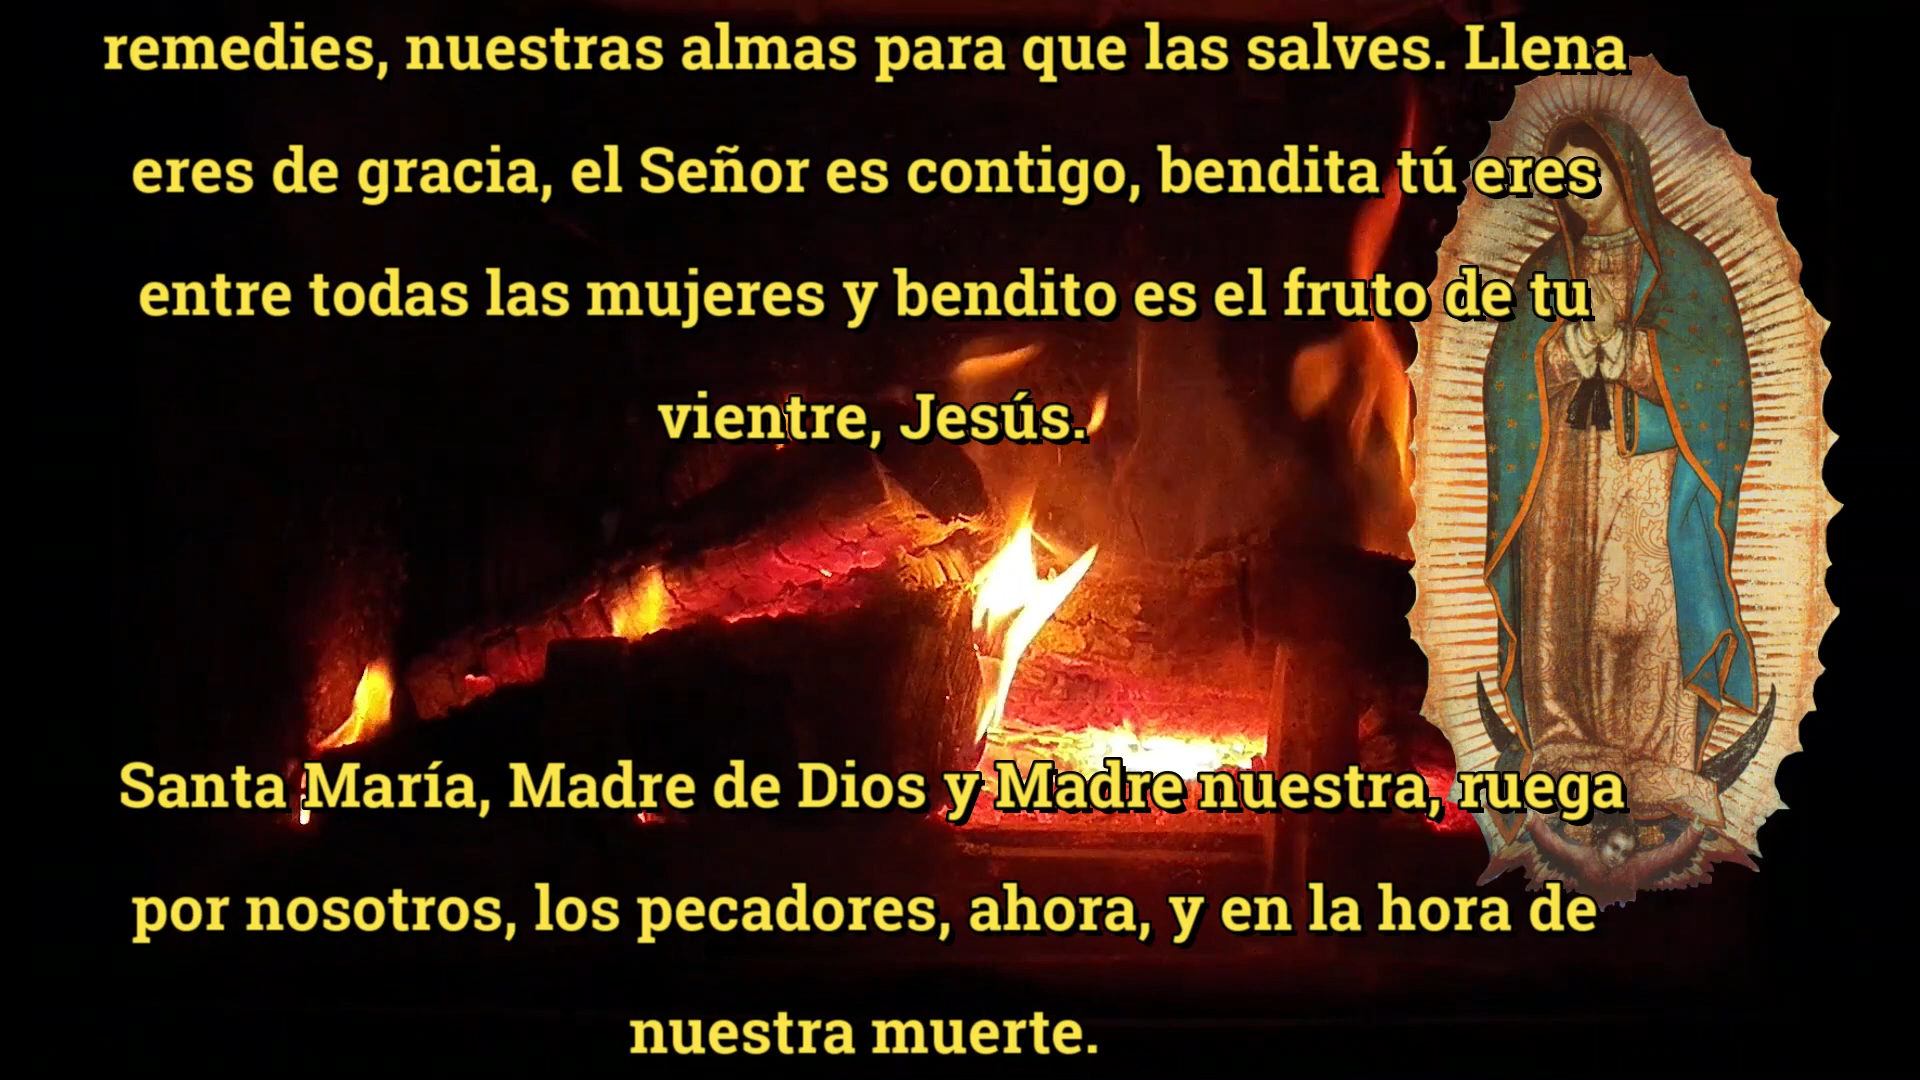 remedies, nuestras almas para que las salves. Llena
eres de gracia, el Señor es contigo, bendita tú eres
entre todas las mujeres y bendito es el fruto de tu
vientre, Jesús.
Santa María, Madre de Dios y Madre nuestra, ruega
por nosotros, los pecadores, ahora, y en la hora de
nuestra muerte.